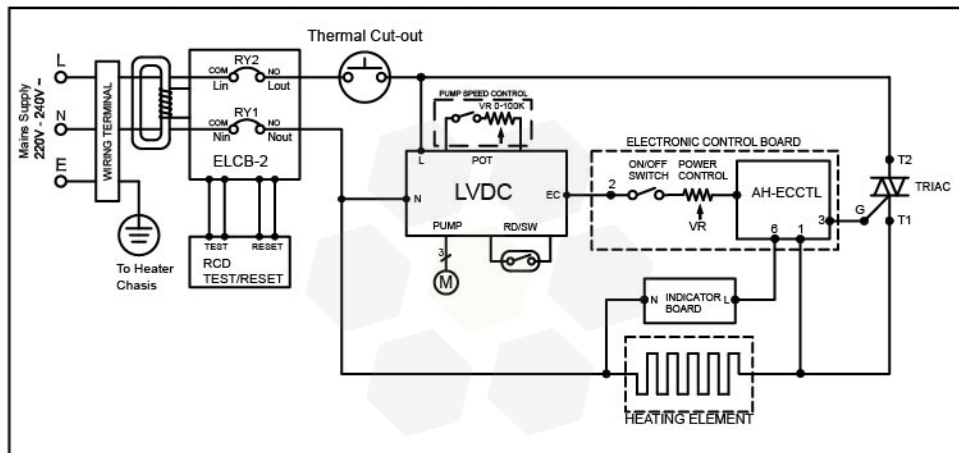 Thermal Cut-out
Mains Supply
220V - 240V ~
L
N
E
WIRING TERMINAL
To Heater
Chasis
COM
RY2
NO
Lin
Lout
COM
RY1
NO
Nin
Nout
ELCB-2
TEST
RESET
RCD
TEST/RESET
PUMP SPEED CONTROL
VR 0-100K
L
POT
N
LVDC
EC
PUMP
RD/SW
3
M
ELECTRONIC CONTROL BOARD
ON/OFF
SWITCH
POWER
CONTROL
2
VR
AH-ECCTL
3
6
1
G
T2
TRIAC
T1
N
INDICATOR
BOARD
L
HEATING ELEMENT